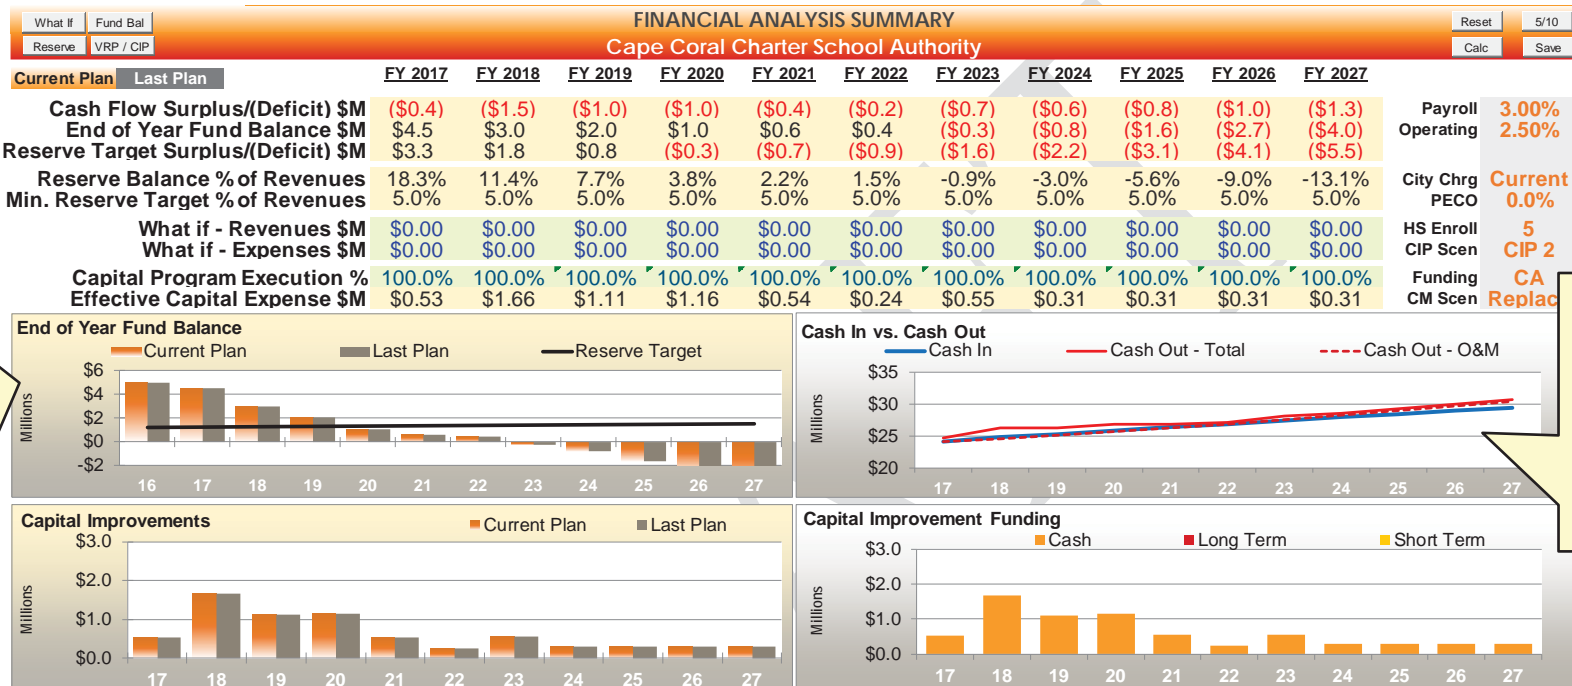 What If Fund Bal FINANCIAL ANALYSIS SUMMARY Reset 5/10
Reserve VRP / CIP Cape Coral Charter School Authority Calc Save
Current Plan Last Plan FY 2017 FY 2018 FY 2019 FY 2020 FY 2021 FY 2022 FY 2023 FY 2024 FY 2025 FY 2026 FY 2027
Cash Flow Surplus/(Deficit) $M ($0.4) ($1.5) ($1.0) ($1.0) ($0.4) ($0.2) ($0.7) ($0.6) ($0.8) ($1.0) ($1.3) Payroll 3.00%
End of Year Fund Balance $M $4.5 $3.0 $2.0 $1.0 $0.6 $0.4 ($0.3) ($0.8) ($1.6) ($2.7) ($4.0) Operating 2.50%
Reserve Target Surplus/(Deficit) $M $3.3 $1.8 $0.8 ($0.3) ($0.7) ($0.9) ($1.6) ($2.2) ($3.1) ($4.1) ($5.5)
Reserve Balance % of Revenues 18.3% 11.4% 7.7% 3.8% 2.2% 1.5% -0.9% -3.0% -5.6% -9.0% -13.1% City Chrg Current
Min. Reserve Target % of Revenues 5.0% 5.0% 5.0% 5.0% 5.0% 5.0% 5.0% 5.0% 5.0% 5.0% 5.0% PECO 0.0%
What if - Revenues $M $0.00 $0.00 $0.00 $0.00 $0.00 $0.00 $0.00 $0.00 $0.00 $0.00 $0.00 HS Enroll 5
What if - Expenses $M $0.00 $0.00 $0.00 $0.00 $0.00 $0.00 $0.00 $0.00 $0.00 $0.00 $0.00 CIP Scen CIP 2
Capital Program Execution % 100.0% 100.0% 100.0% 100.0% 100.0% 100.0% 100.0% 100.0% 100.0% 100.0% 100.0% Funding CA
Effective Capital Expense $M $0.53 $1.66 $1.11 $1.16 $0.54 $0.24 $0.55 $0.31 $0.31 $0.31 $0.31 CM Scen Replac
End of Year Fund Balance
Current Plan Last Plan Reserve Target
Millions
$6
$4
$2
$0
-$2
16 17 18 19 20 21 22 23 24 25 26 27
Cash In vs. Cash Out
Cash In Cash Out - Total Cash Out - O&M
Millions
$35
$30
$25
$20
17 18 19 20 21 22 23 24 25 26 27
Capital Improvements
Current Plan Last Plan
Millions
$3.0
$2.0
$1.0
$0.0
17 18 19 20 21 22 23 24 25 26 27
Capital Improvement Funding
Cash Long Term Short Term
Millions
$3.0
$2.0
$1.0
$0.0
17 18 19 20 21 22 23 24 25 26 27